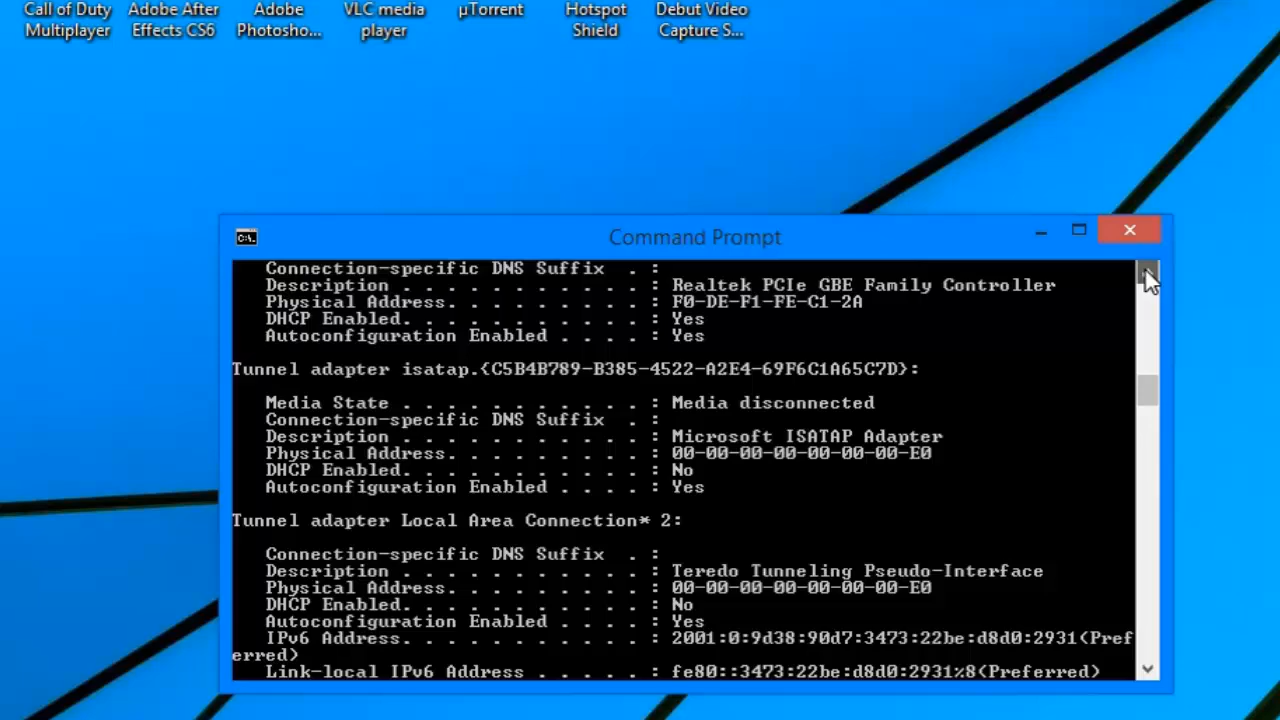 Call of Duty Multiplayer
Adobe After Effects CS6
Adobe Photosho...
VLC media player
µTorrent
Hotspot Shield
Debut Video Capture S...
C:\.
Command Prompt
Connection-specific DNS Suffix  . :
Description . . . . . . . . . . . : Realtek PCIe GBE Family Controller
Physical Address. . . . . . . . . : F0-DE-F1-FE-C1-2A
DHCP Enabled. . . . . . . . . . . : Yes
Autoconfiguration Enabled . . . . : Yes
Tunnel adapter isatap.{C5B4B789-B385-4522-A2E4-69F6C1A65C7D}:
Media State . . . . . . . . . . . : Media disconnected
Connection-specific DNS Suffix  . :
Description . . . . . . . . . . . : Microsoft ISATAP Adapter
Physical Address. . . . . . . . . : 00-00-00-00-00-00-00-E0
DHCP Enabled. . . . . . . . . . . : No
Autoconfiguration Enabled . . . . : Yes
Tunnel adapter Local Area Connection* 2:
Connection-specific DNS Suffix  . :
Description . . . . . . . . . . . : Teredo Tunneling Pseudo-Interface
Physical Address. . . . . . . . . : 00-00-00-00-00-00-00-E0
DHCP Enabled. . . . . . . . . . . : No
Autoconfiguration Enabled . . . . : Yes
IPv6 Address. . . . . . . . . . . : 2001:0:9d38:90d7:3473:22be:d8d0:2931(Pref
erred)
Link-local IPv6 Address . . . . . : fe80::3473:22be:d8d0:2931%8(Preferred)